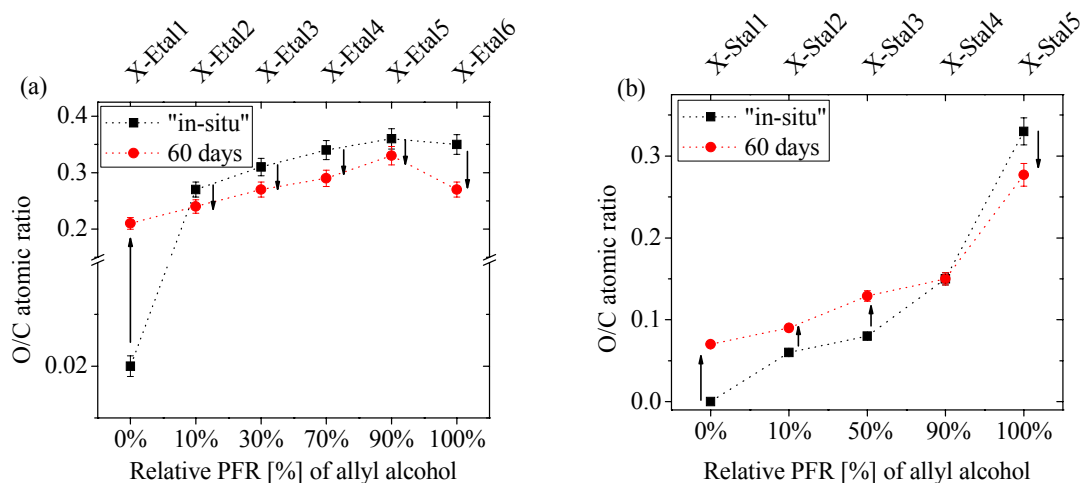 X-Etal1 X-Etal2 X-Etal3 X-Etal4 X-Etal5 X-Etal6
(a)
"in-situ"
60 days
O/C atomic ratio
0.4
0.3
0.2
0.02
0% 10% 30% 70% 90% 100%
Relative PFR [%] of allyl alcohol
X-Stal1 X-Stal2 X-Stal3 X-Stal4 X-Stal5
(b)
"in-situ"
60 days
O/C atomic ratio
0.3
0.2
0.1
0.0
0% 10% 50% 90% 100%
Relative PFR [%] of allyl alcohol